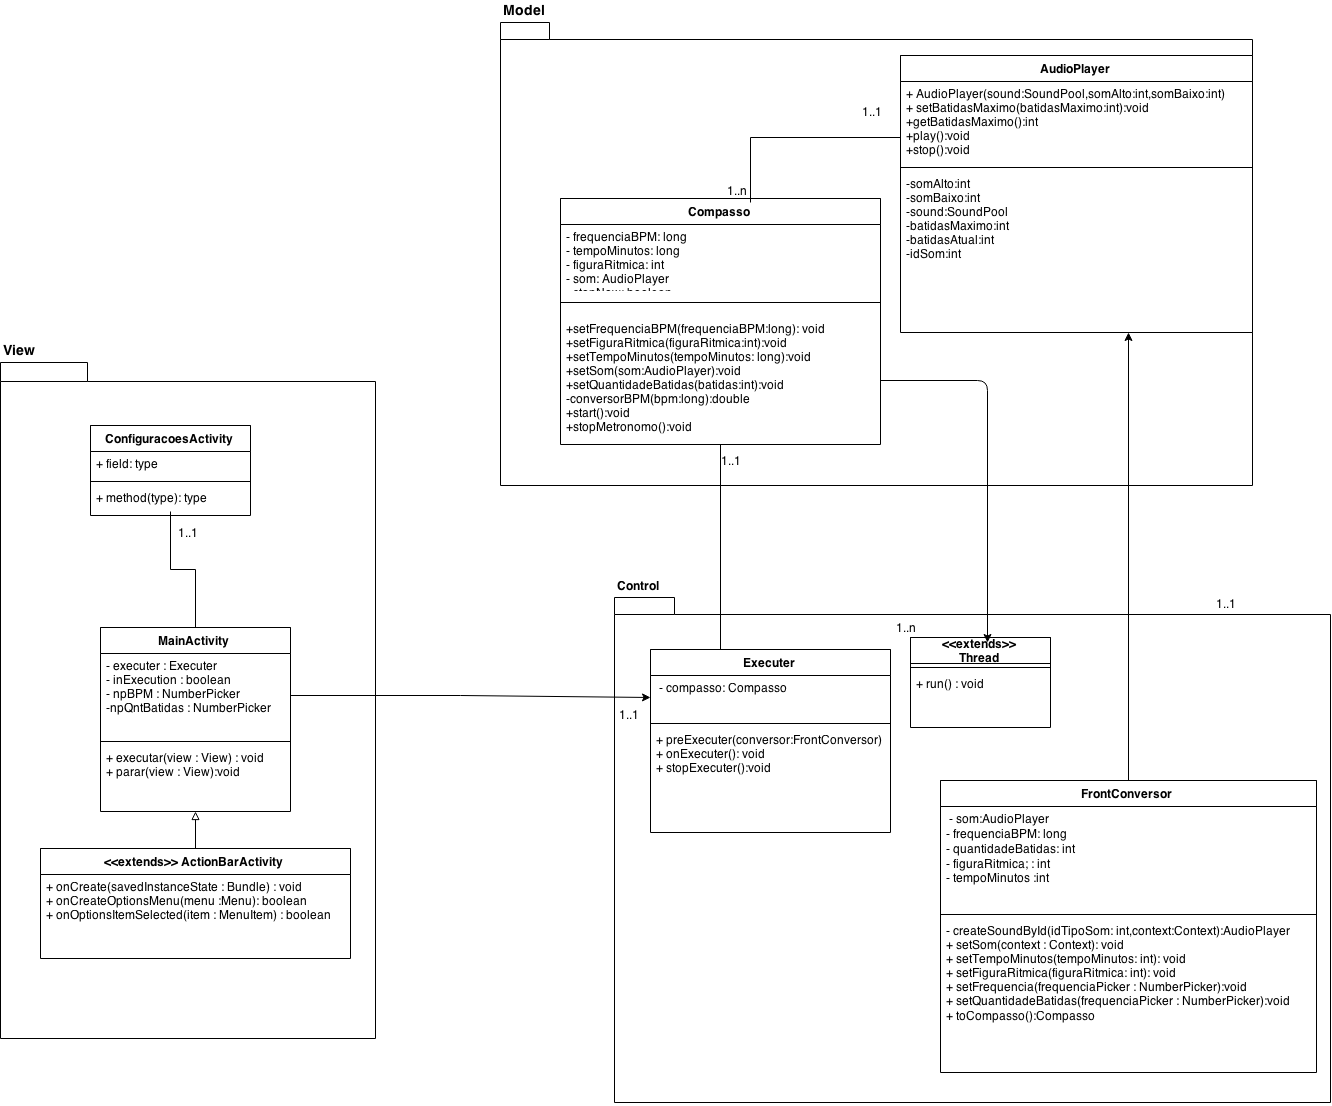 Model
AudioPlayer
+ AudioPlayer(sound:SoundPool,somAlto:int,somBaixo:int)
+ setBatidasMaximo(batidasMaximo:int):void
+getBatidasMaximo():int
+play():void
+stop():void
-somAlto:int
-somBaixo:int
-sound:SoundPool
-batidasMaximo:int
-batidasAtual:int
-idSom:int
1..1
1..n
Compasso
- frequenciaBPM: long
- tempoMinutos: long
- figuraRitmica: int
- som: AudioPlayer
+setFrequenciaBPM(frequenciaBPM:long): void
+setFiguraRitmica(figuraRitmica:int):void
+setTempoMinutos(tempoMinutos: long):void
+setSom(som:AudioPlayer):void
+setQuantidadeBatidas(batidas:int):void
-conversorBPM(bpm:long):double
+start():void
+stopMetronomo():void
1..1
View
ConfiguracoesActivity
+ field: type
+ method(type): type
1..1
MainActivity
- executer : Executer
- inExecution : boolean
- npBPM : NumberPicker
-npQntBatidas : NumberPicker
+ executar(view : View) : void
+ parar(view : View):void
<<extends>> ActionBarActivity
+ onCreate(savedInstanceState : Bundle) : void
+ onCreateOptionsMenu(menu :Menu): boolean
+ onOptionsItemSelected(item : MenuItem) : boolean
Control
1..1
1..n
<<extends>>
Thread
+ run() : void
Executer
- compasso: Compasso
1..1
+ preExecuter(conversor:FrontConversor)
+ onExecuter(): void
+ stopExecuter():void
FrontConversor
- som:AudioPlayer
- frequenciaBPM: long
- quantidadeBatidas: int
- figuraRitmica; : int
- tempoMinutos :int
- createSoundById(idTipoSom: int,context:Context):AudioPlayer
+ setSom(context : Context): void
+ setTempoMinutos(tempoMinutos: int): void
+ setFiguraRitmica(figuraRitmica: int): void
+ setFrequencia(frequenciaPicker : NumberPicker):void
+ setQuantidadeBatidas(frequenciaPicker : NumberPicker):void
+ toCompasso():Compasso